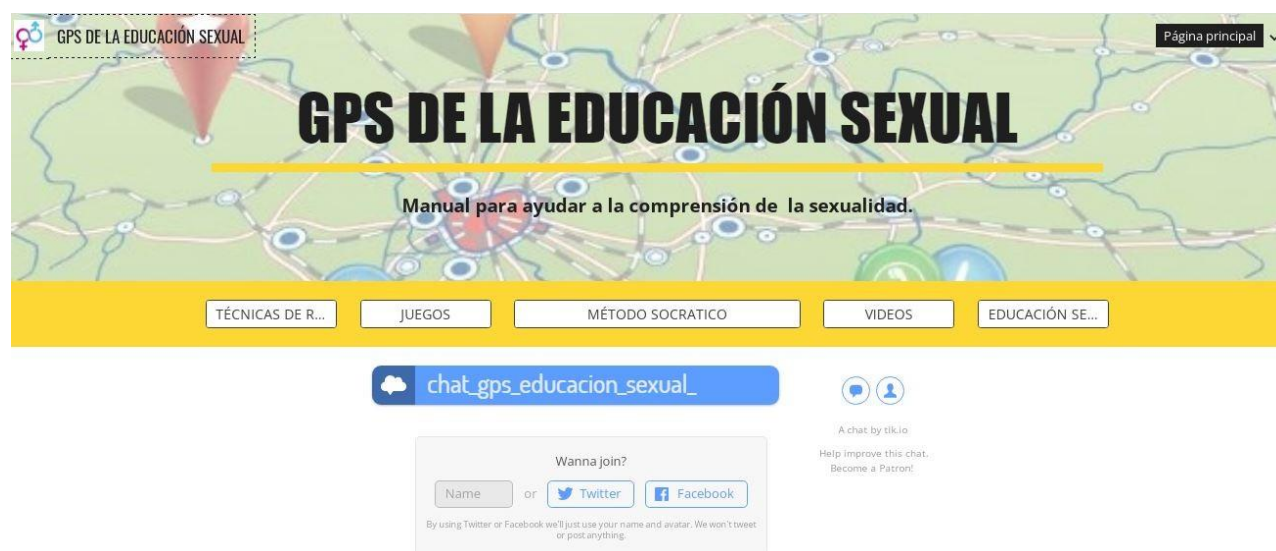 GPS DE LA EDUCACIÓN SEXUAL
Página principal
GPS DE LA EDUCACIÓN SEXUAL
Manual para ayudar a la comprensión de la sexualidad.
TÉCNICAS DE R...
JUEGOS
MÉTODO SOCRATICO
VIDEOS
EDUCACIÓN SE...
chat_gps_educacion_sexual_
A chat by tlk.io
Help improve this chat.
Become a Patron!
Wanna join?
Name or Twitter Facebook
By using Twitter or Facebook we'll just use your name and avatar. We won't tweet
or post anything.